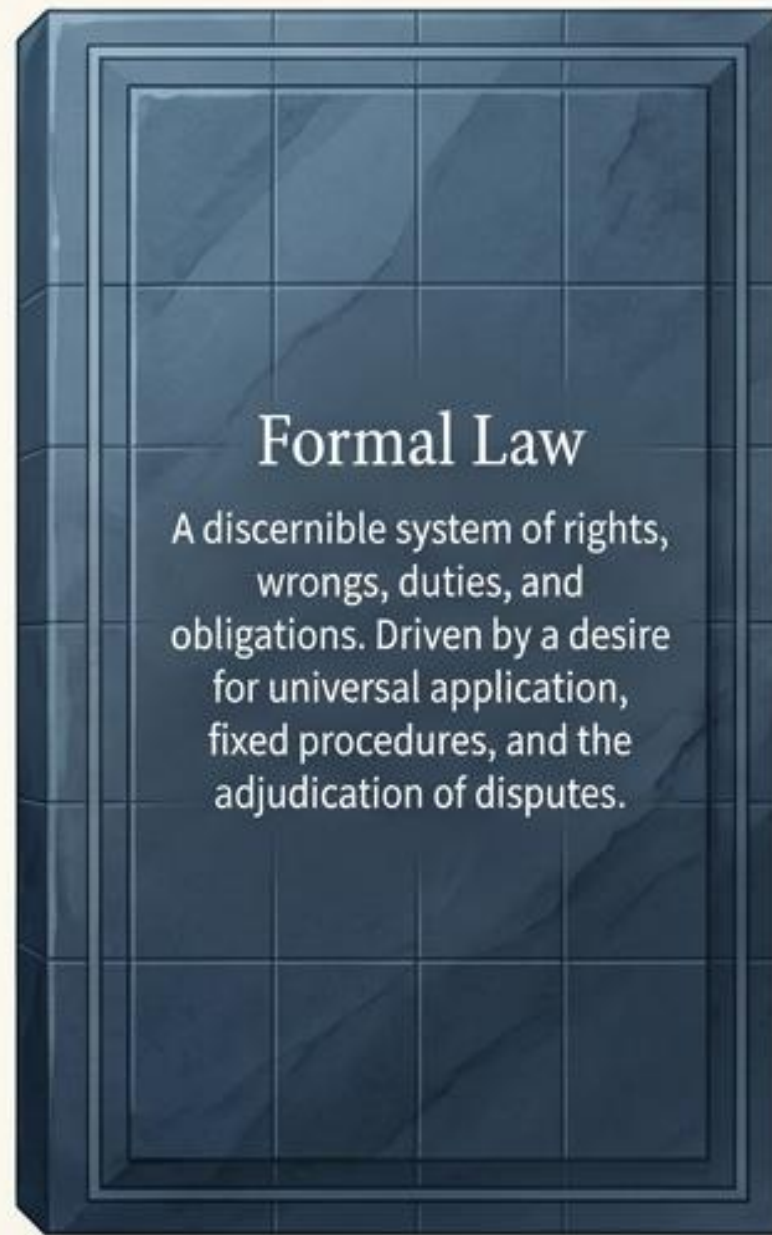 Formal Law
A discernible system of rights,
wrongs, duties, and
obligations. Driven by a desire
for universal application,
fixed procedures, and the
adjudication of disputes.